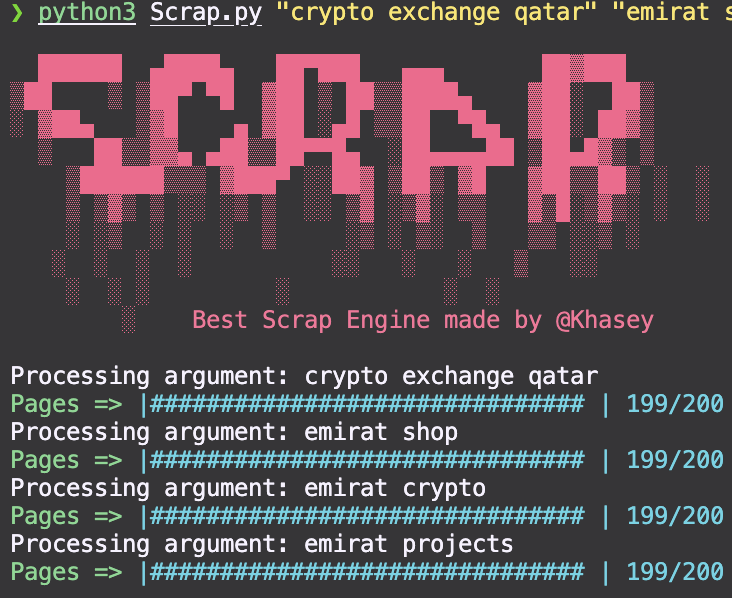 ❯ python3 Scrap.py "crypto exchange qatar" "emirat s
SCRAP
Best Scrap Engine made by @Khasey
Processing argument: crypto exchange qatar
Pages => |############################### | 199/200
Processing argument: emirat shop
Pages => |############################### | 199/200
Processing argument: emirat crypto
Pages => |############################### | 199/200
Processing argument: emirat projects
Pages => |############################### | 199/200